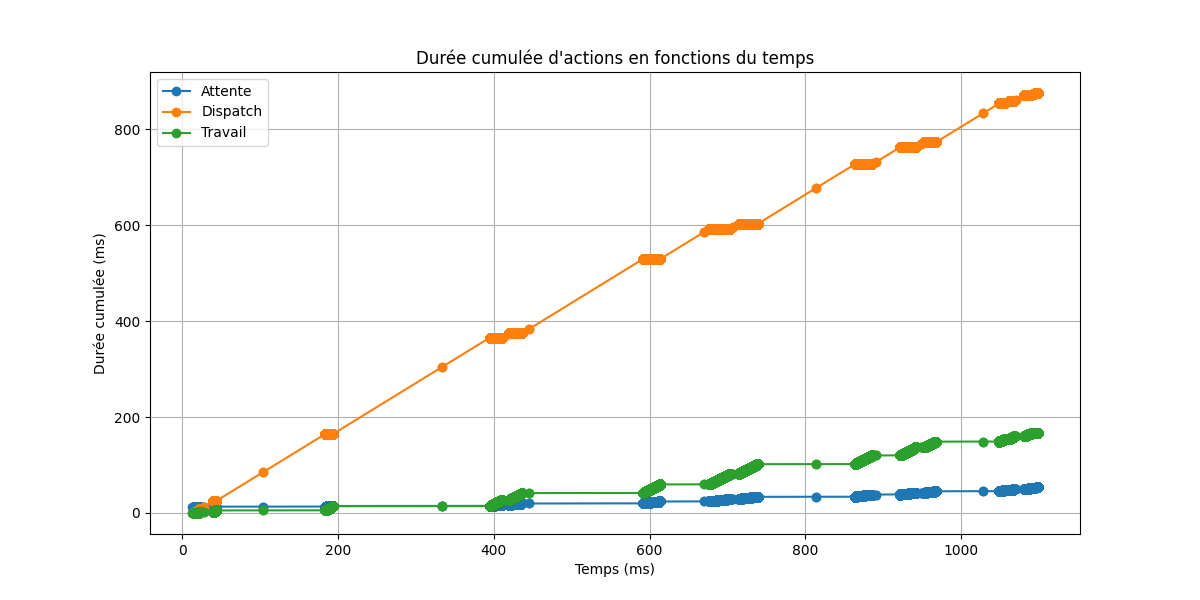 Durée cumulée d'actions en fonctions du temps
Attente
Dispatch
Travail
Durée cumulée (ms)
800
600
400
200
0
0 200 400 600 800 1000
Temps (ms)